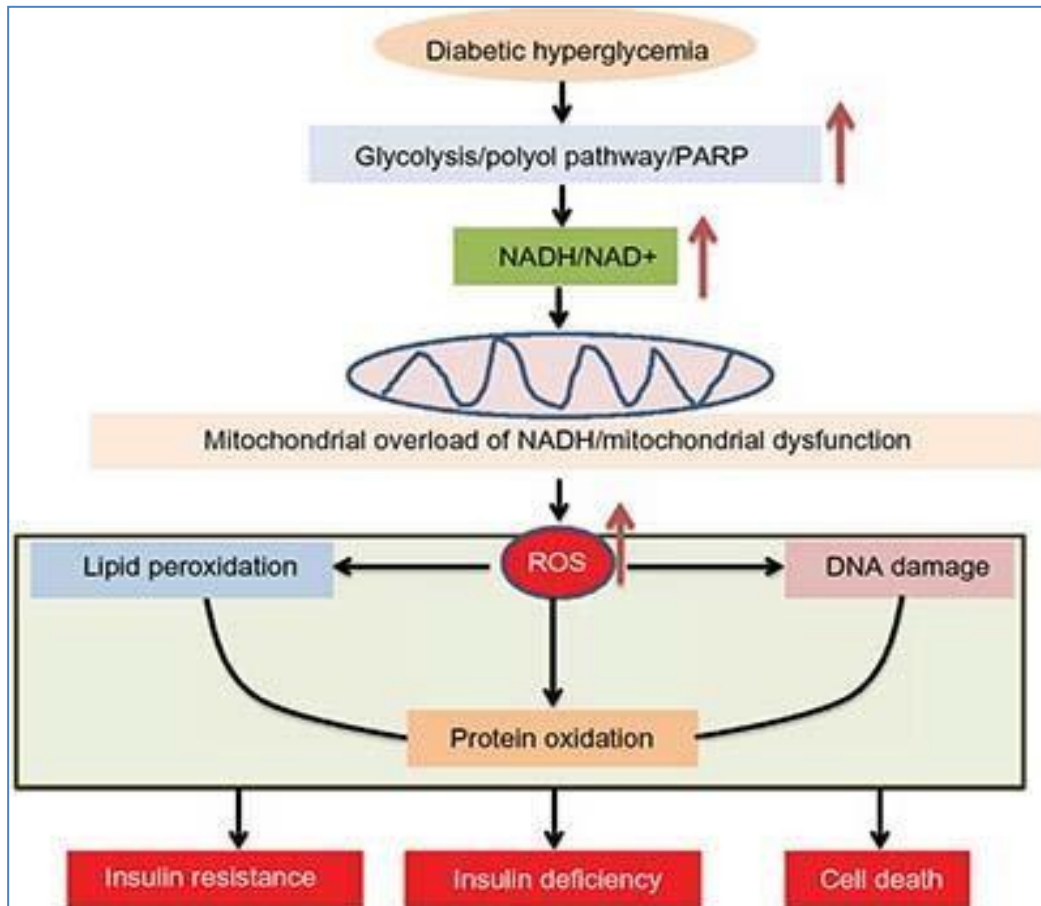 Diabetic hyperglycemia
Glycolysis/polyol pathway/PARP
NADH/NAD+
Mitochondrial overload of NADH/mitochondrial dysfunction
ROS
Lipid peroxidation
DNA damage
Protein oxidation
Insulin resistance
Insulin deficiency
Cell death